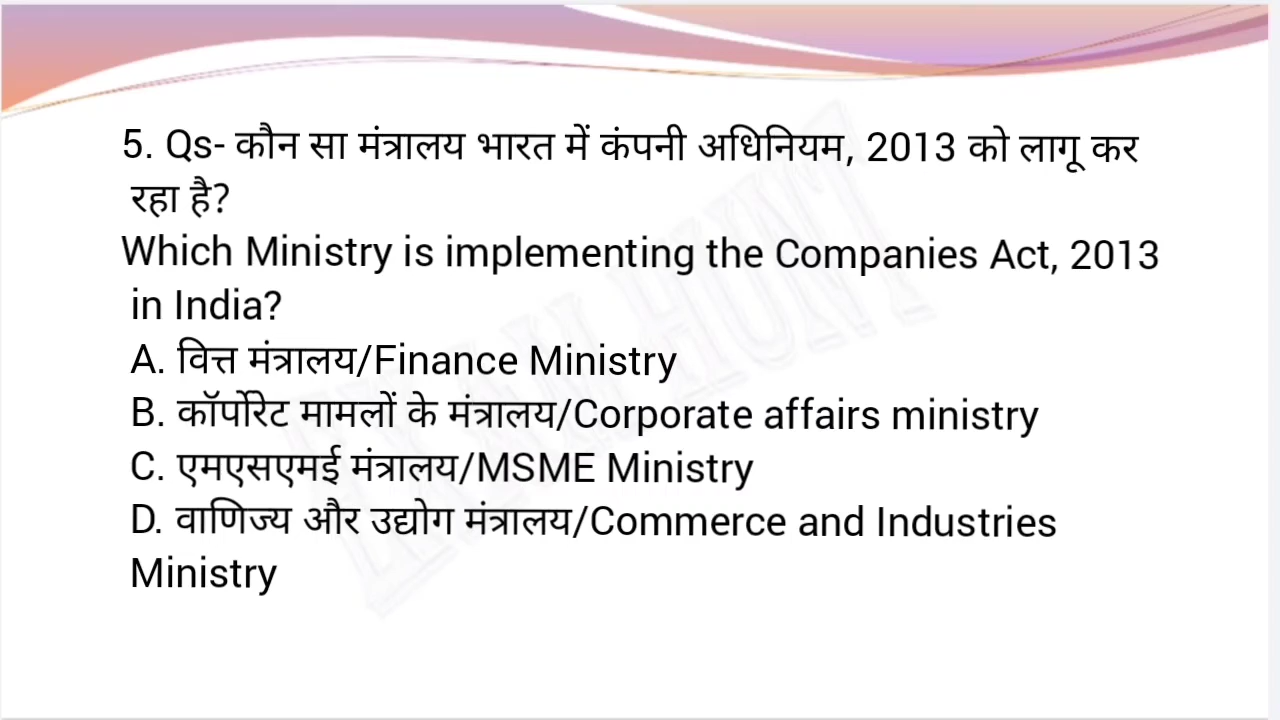 5. Qs- कौन सा मंत्रालय भारत में कंपनी अधिनियम, 2013 को लागू कर
रहा है?
Which Ministry is implementing the Companies Act, 2013
in India?
A. वित्त मंत्रालय/Finance Ministry
B. कॉर्पोरेट मामलों के मंत्रालय/Corporate affairs ministry
C. एमएसएमई मंत्रालय/MSME Ministry
D. वाणिज्य और उद्योग मंत्रालय/Commerce and Industries
Ministry